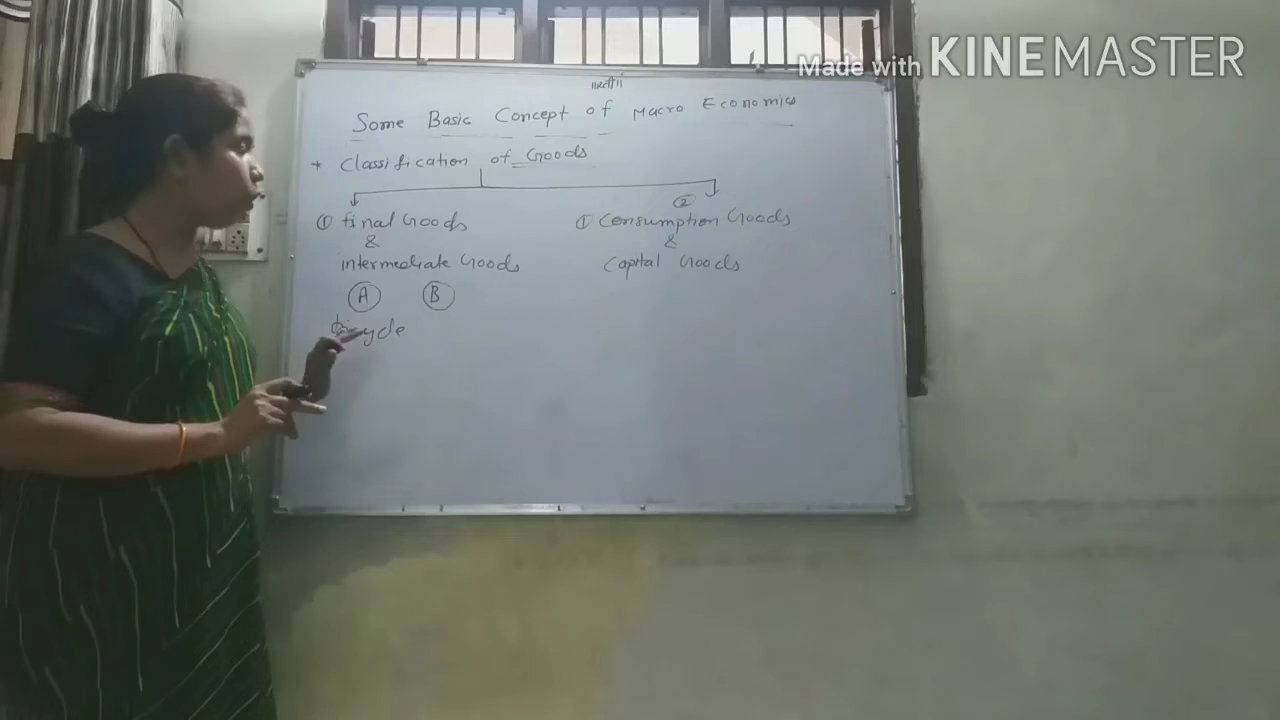 Made with KINEMASTER
Some Basic Concept of Macro Economics
* Classification of Goods
① final Goods
&
intermediate Goods
A B
②
① Consumption Goods
&
Capital Goods